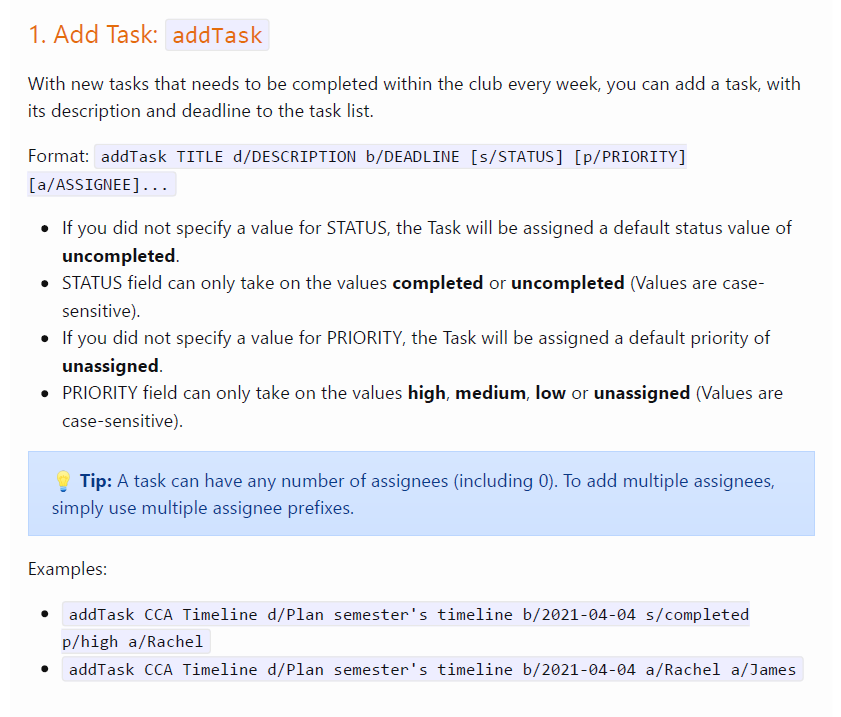 1. Add Task: addTask
With new tasks that needs to be completed within the club every week, you can add a task, with
its description and deadline to the task list.
Format: addTask TITLE d/DESCRIPTION b/DEADLINE [s/STATUS] [p/PRIORITY]
[a/ASSIGNEE]...
• If you did not specify a value for STATUS, the Task will be assigned a default status value of
uncompleted.
• STATUS field can only take on the values completed or uncompleted (Values are case-
sensitive).
• If you did not specify a value for PRIORITY, the Task will be assigned a default priority of
unassigned.
• PRIORITY field can only take on the values high, medium, low or unassigned (Values are
case-sensitive).
💡 Tip: A task can have any number of assignees (including 0). To add multiple assignees,
simply use multiple assignee prefixes.
Examples:
• addTask CCA Timeline d/Plan semester's timeline b/2021-04-04 s/completed
p/high a/Rachel
• addTask CCA Timeline d/Plan semester's timeline b/2021-04-04 a/Rachel a/James